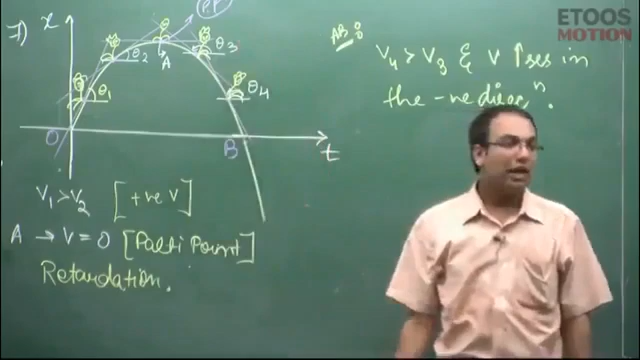 ETOOS
MOTION
x
PP
θ1
θ2
A
θ3
θ4
O
B
t
V1 > V2 [+ve V]
A → V = 0 [Palti Point]
Retardation.
AB:
V4 > V3 & V ↑ses in
the -ve direcⁿ.